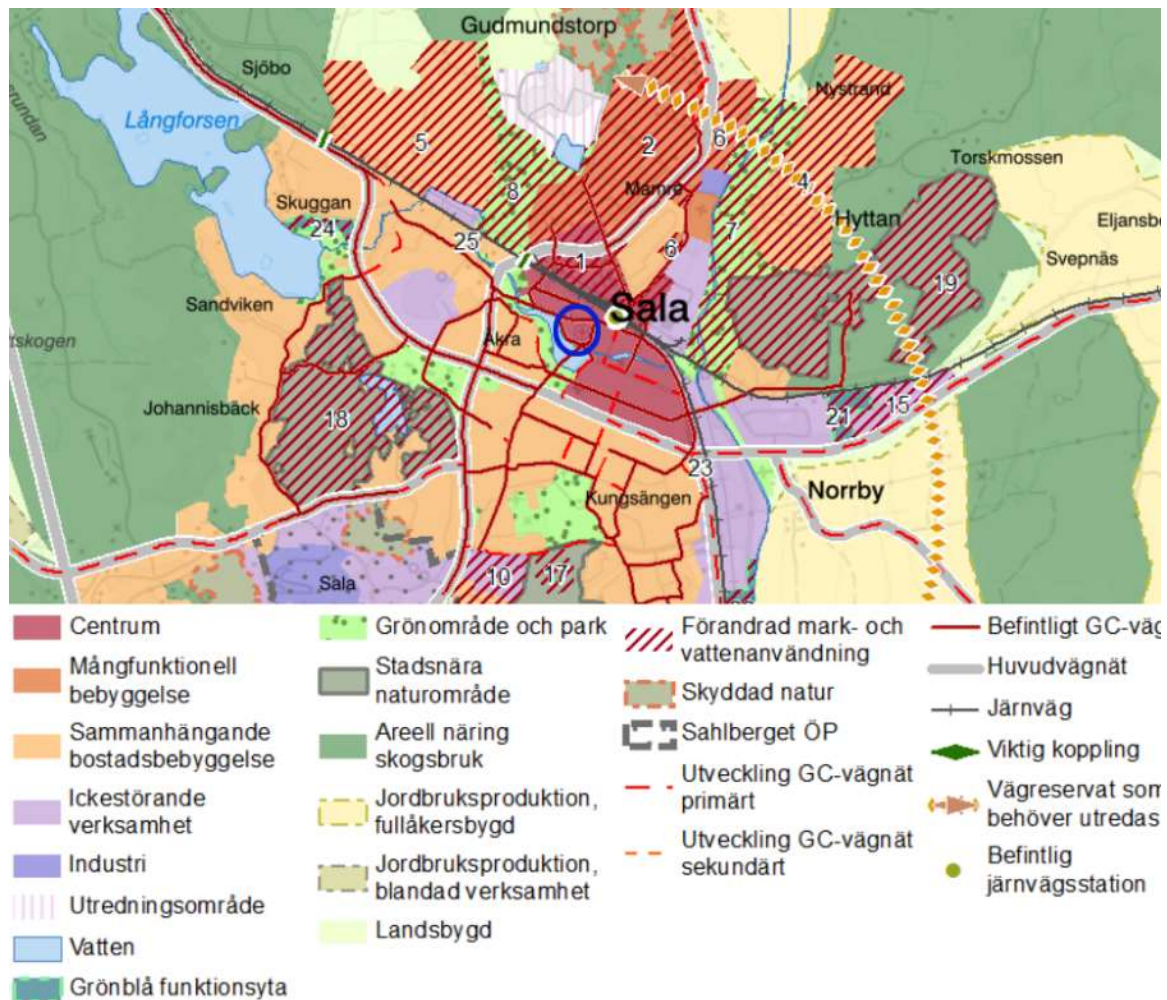 Gudmundstorp
Sjöbo
Nystrand
Långforsen
5
2
6
Torskmossen
8
Mamre
4
Skuggan
Hyttan
Eljansbo
24
25
7
6
1
Svepnäs
19
Sandviken
Sala
tskogen
Åkra
Johannisbäck
21
15
18
23
Kungsängen
Norrby
Sala
10
17
Centrum
Mångfunktionell
bebyggelse
Sammanhängande
bostadsbebyggelse
Ickestörande
verksamhet
Industri
Utredningsområde
Vatten
Grönblå funktionsyta
Grönområde och park
Stadsnära
naturområde
Areell näring
skogsbruk
Jordbruksproduktion,
fullåkersbygd
Jordbruksproduktion,
blandad verksamhet
Landsbygd
Förandrad mark- och
vattenanvändning
Skyddad natur
Sahlberget ÖP
Utveckling GC-vägnät
primärt
Utveckling GC-vägnät
sekundärt
Befintligt GC-väg
Huvudvägnät
Järnväg
Viktig koppling
Vägreservat som
behöver utredas
Befintlig
järnvägsstation